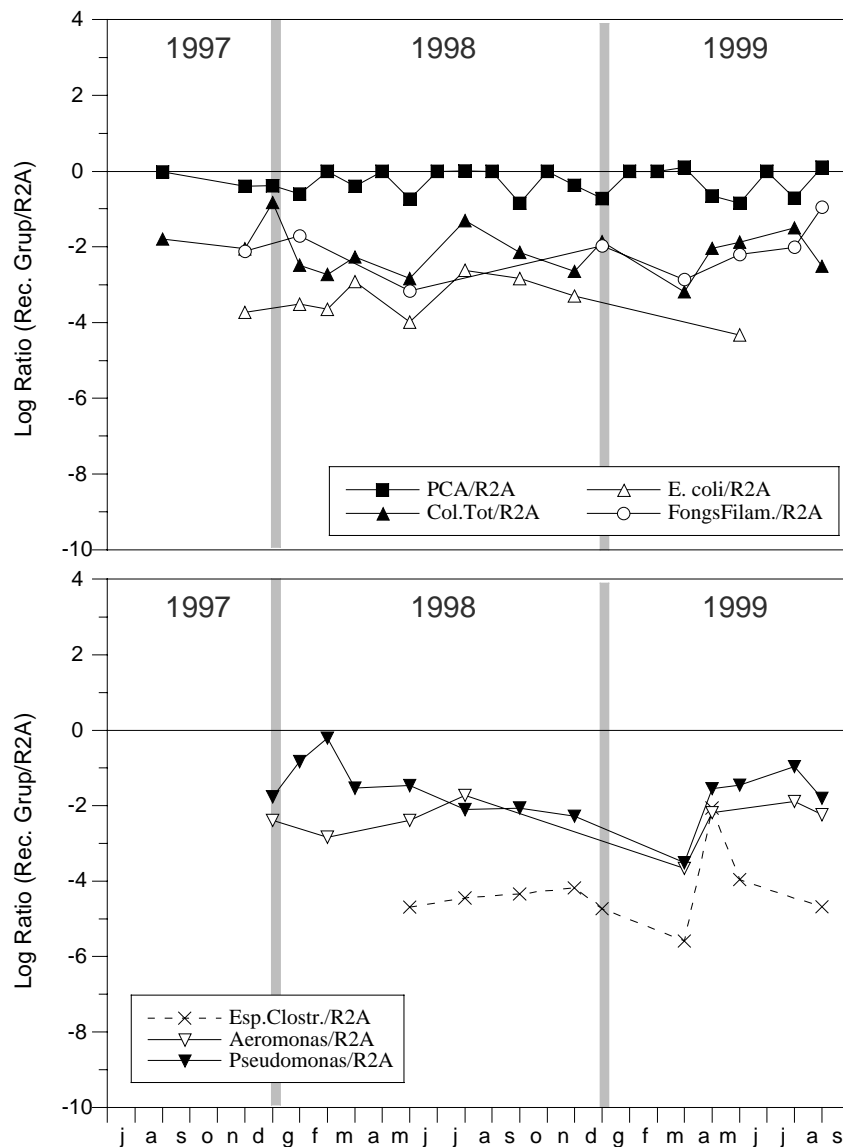 4
1997 1998 1999
2
0
-2
-4
-6
-8
-10
Log Ratio (Rec. Grup/R2A)
PCA/R2A E. coli/R2A
Col.Tot/R2A FongsFilam./R2A
4
1997 1998 1999
2
0
-2
-4
-6
-8
-10
Log Ratio (Rec. Grup/R2A)
Esp.Clostr./R2A
Aeromonas/R2A
Pseudomonas/R2A
j a s o n d g f m a m j j a s o n d g f m a m j j a s